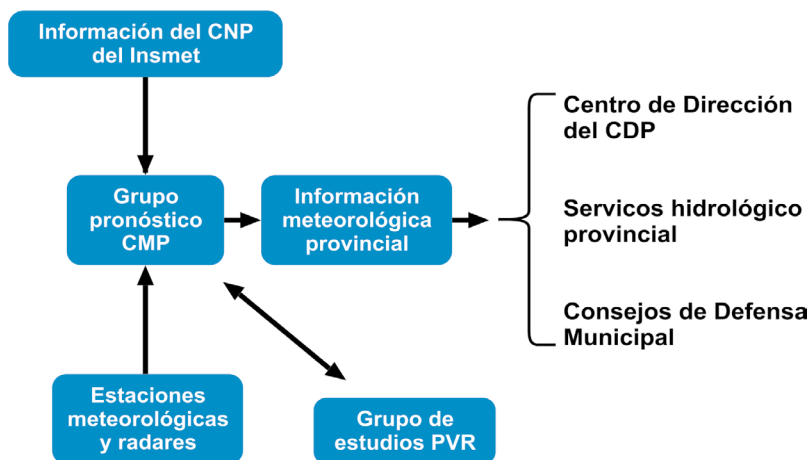 Información del CNP
del Insmet
Grupo
pronóstico
CMP
Información
meteorológica
provincial
Centro de Dirección
del CDP
Servicos hidrológico
provincial
Consejos de Defensa
Municipal
Estaciones
meteorológicas
y radares
Grupo de
estudios PVR